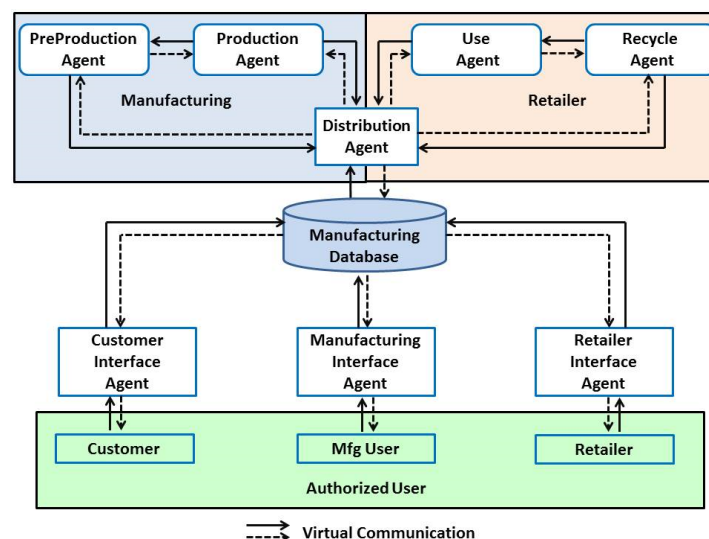 PreProduction
Agent
Production
Agent
Use
Agent
Recycle
Agent
Manufacturing
Retailer
Distribution
Agent
Manufacturing
Database
Customer
Interface
Agent
Manufacturing
Interface
Agent
Retailer
Interface
Agent
Customer
Mfg User
Retailer
Authorized User
Virtual Communication